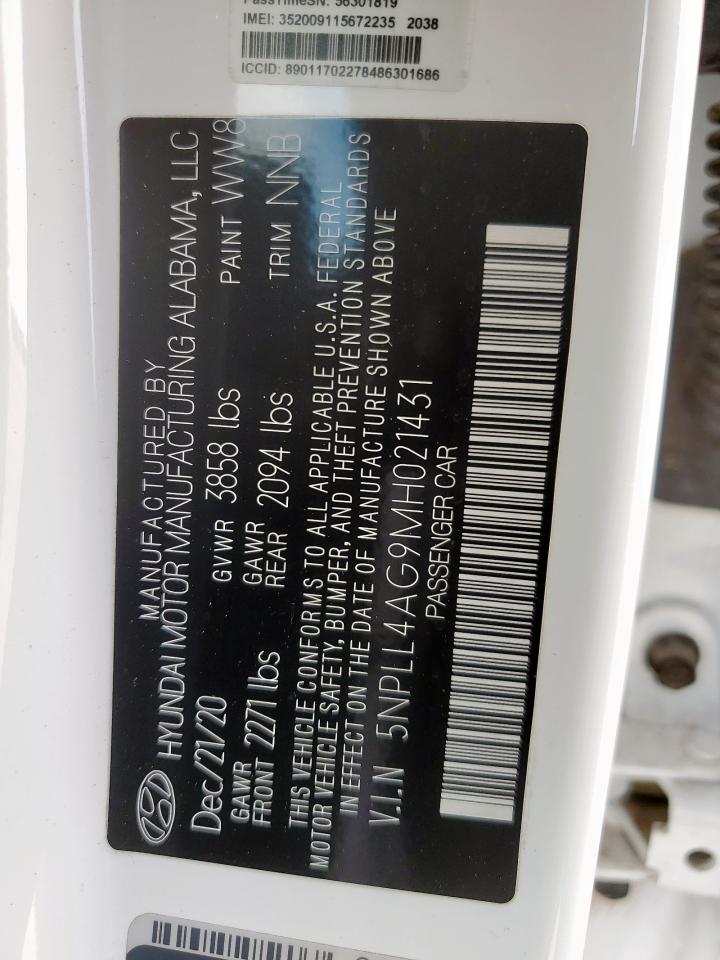 PassTimeSN: 56301819
IMEI: 352009115672235 2038
ICCID: 89011702278486301686
MANUFACTURED BY
HYUNDAI MOTOR MANUFACTURING ALABAMA, LLC
Dec/21/20 GVWR 3858 lbs PAINT WW8
GAWR GAWR
FRONT 2271 lbs REAR 2094 lbs TRIM NNB
THIS VEHICLE CONFORMS TO ALL APPLICABLE U.S.A. FEDERAL
MOTOR VEHICLE SAFETY, BUMPER, AND THEFT PREVENTION STANDARDS
IN EFFECT ON THE DATE OF MANUFACTURE SHOWN ABOVE
V.I.N 5NPLL4AG9MH021431
PASSENGER CAR